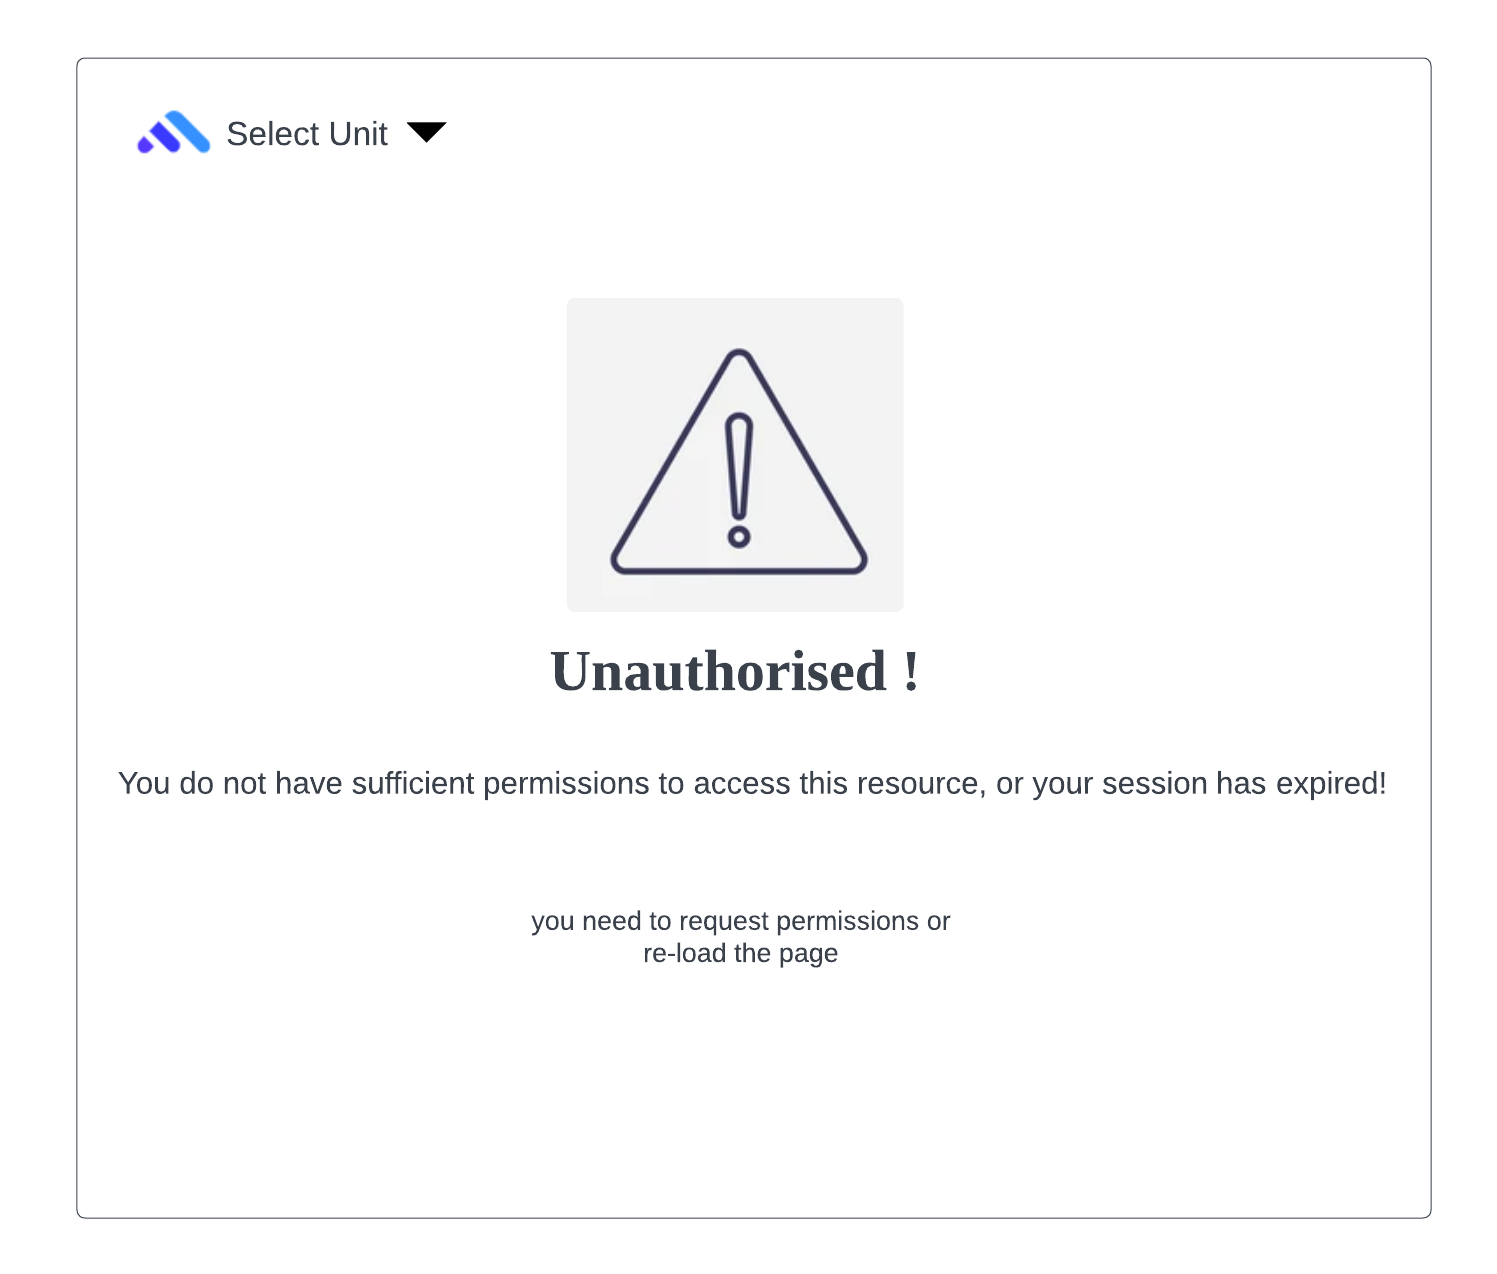 Select Unit
Unauthorised !
You do not have sufficient permissions to access this resource, or your session has expired!
you need to request permissions or
re-load the page